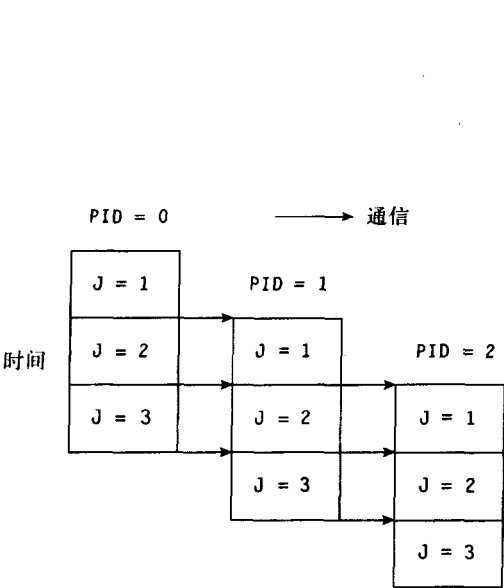 PID = 0
通信
J = 1
PID = 1
时间
J = 2
J = 1
PID = 2
J = 3
J = 2
J = 1
J = 3
J = 2
J = 3